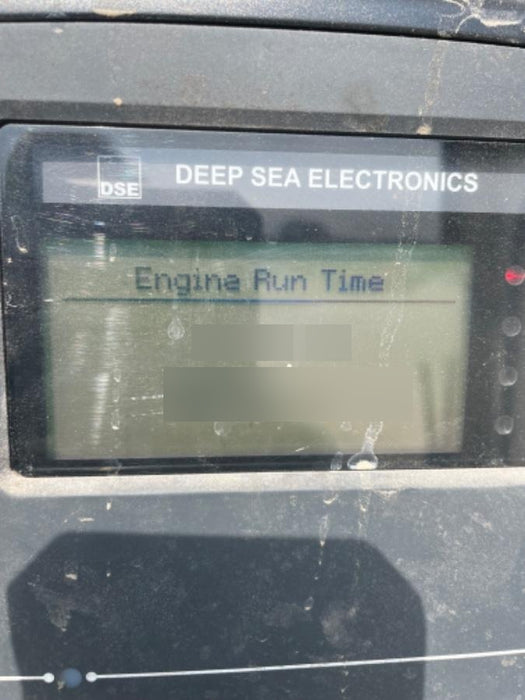 DSE DEEP SEA ELECTRONICS
Engine Run Time